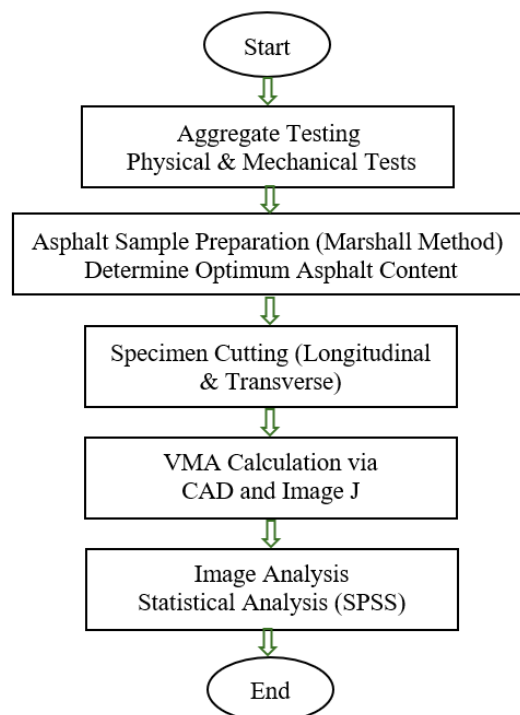 Start
Aggregate Testing
Physical & Mechanical Tests
Asphalt Sample Preparation (Marshall Method)
Determine Optimum Asphalt Content
Specimen Cutting (Longitudinal
& Transverse)
VMA Calculation via
CAD and Image J
Image Analysis
Statistical Analysis (SPSS)
End